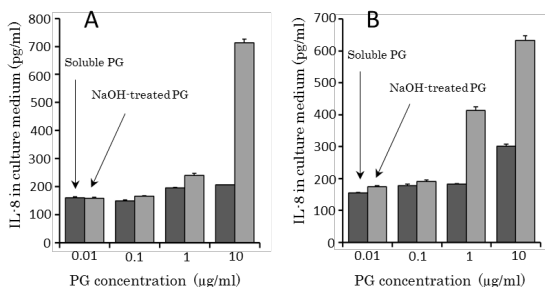 A
IL-8 in culture medium (pg/ml)
800
700
600
500
400
300
200
100
0
Soluble PG
NaOH-treated PG
0.01
0.1
1
10
PG concentration (µg/ml)
B
IL-8 in culture medium (pg/ml)
700
600
500
400
300
200
100
0
Soluble PG
NaOH-treated PG
0.01
0.1
1
10
PG concentration (µg/ml)